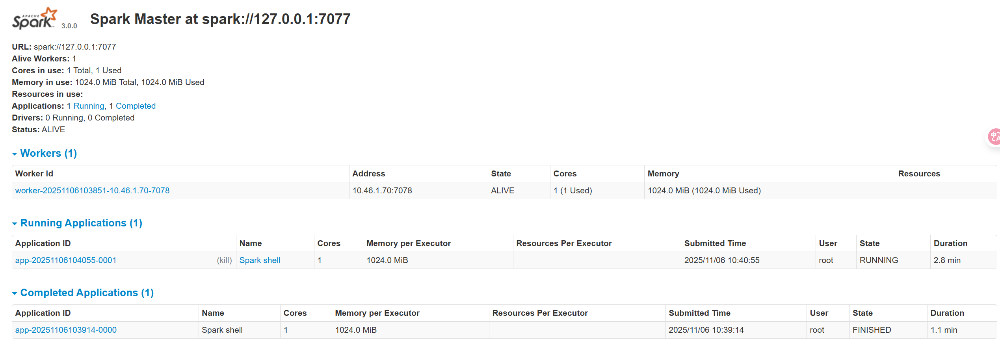 APACHE Spark 3.0.0 Spark Master at spark://127.0.0.1:7077
URL: spark://127.0.0.1:7077
Alive Workers: 1
Cores in use: 1 Total, 1 Used
Memory in use: 1024.0 MiB Total, 1024.0 MiB Used
Resources in use:
Applications: 1 Running, 1 Completed
Drivers: 0 Running, 0 Completed
Status: ALIVE
中 A
Workers (1)
Worker Id Address State Cores Memory Resources
worker-20251106103851-10.46.1.70-7078 10.46.1.70:7078 ALIVE 1 (1 Used) 1024.0 MiB (1024.0 MiB Used)
Running Applications (1)
Application ID Name Cores Memory per Executor Resources Per Executor Submitted Time User State Duration
app-20251106104055-0001 (kill) Spark shell 1 1024.0 MiB 2025/11/06 10:40:55 root RUNNING 2.8 min
Completed Applications (1)
Application ID Name Cores Memory per Executor Resources Per Executor Submitted Time User State Duration
app-20251106103914-0000 Spark shell 1 1024.0 MiB 2025/11/06 10:39:14 root FINISHED 1.1 min